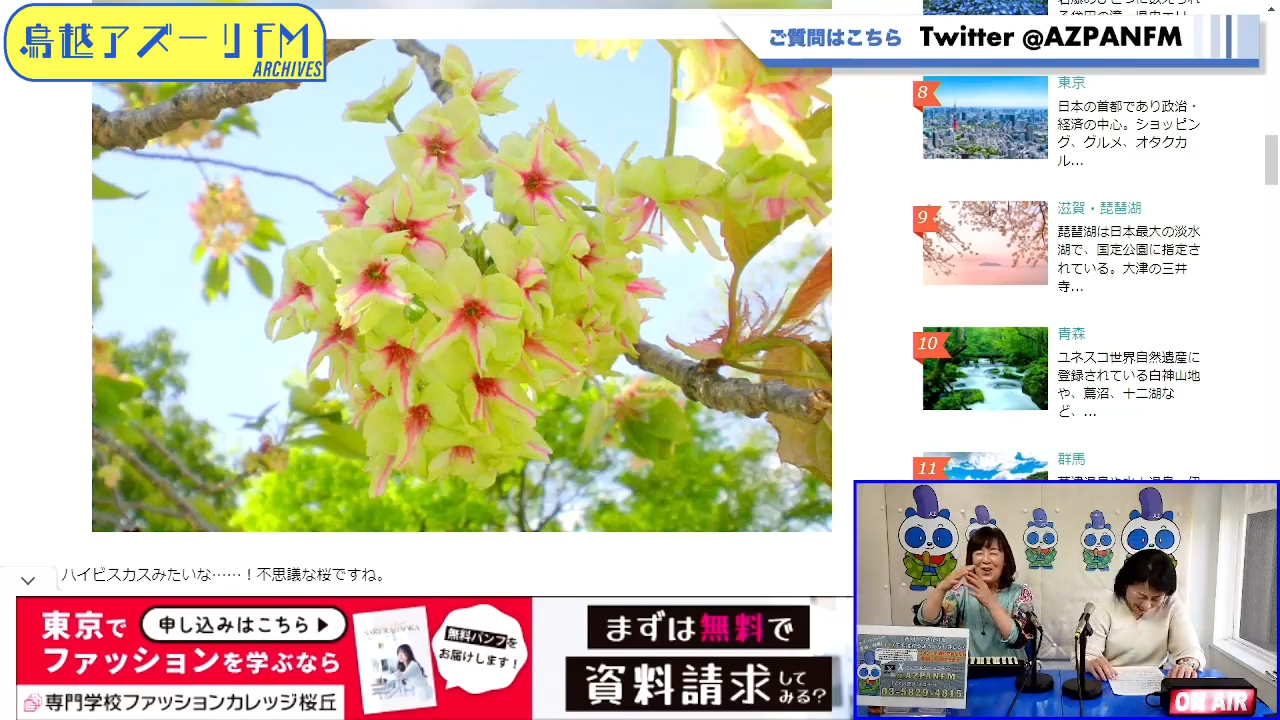 鳥越アズーリFM
ARCHIVES
ご質問はこちら Twitter @AZPANFM
8
東京
日本の首都であり政治・
経済の中心。ショッピン
グ、グルメ、オタクカ
ル...
9
滋賀・琵琶湖
琵琶湖は日本最大の淡水
湖で、国定公園に指定さ
れている。大津の三井
寺...
10
青森
ユネスコ世界自然遺産に
登録されている白神山地
や、蔦沼、十二湖な
ど、...
11
群馬
ハイビスカスみたいな……！不思議な桜ですね。
東京で
申し込みはこちら
ファッションを学ぶなら
専門学校ファッションカレッジ桜丘
無料パンフを
お届けします！
まずは無料で
資料請求して
みる?
@AZPANFM
03-5829-4815
ON AIR